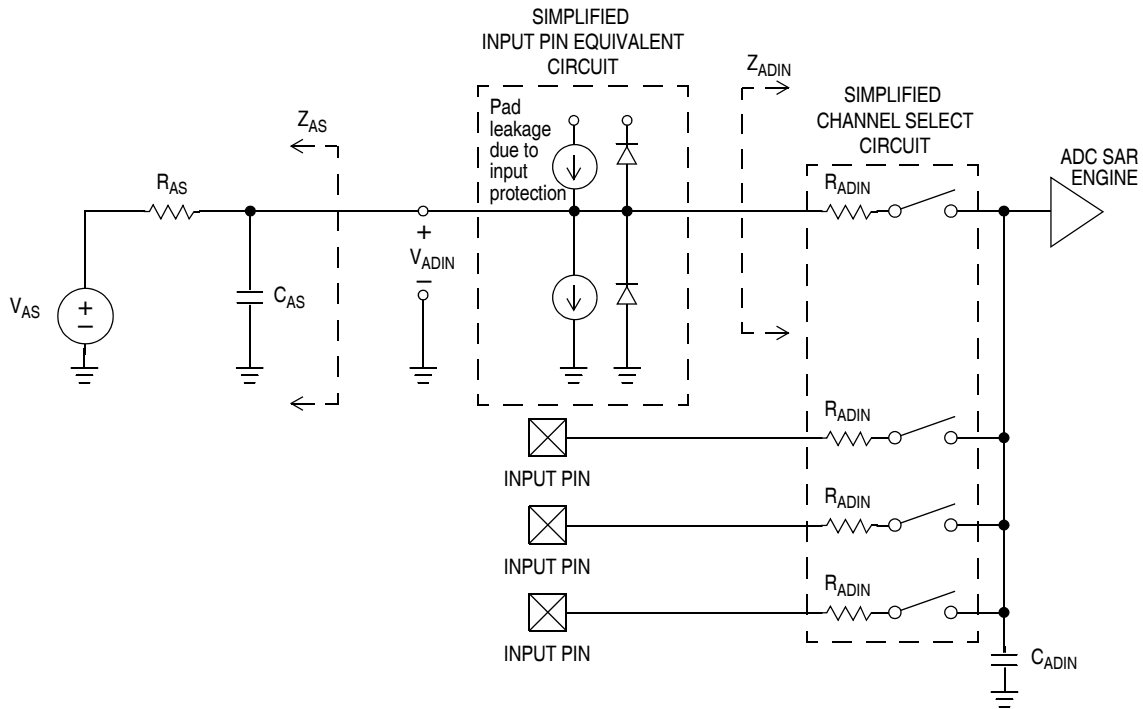 SIMPLIFIED
INPUT PIN EQUIVALENT
CIRCUIT
Z_ADIN
SIMPLIFIED
CHANNEL SELECT
CIRCUIT
Pad
leakage
due to
input
protection
Z_AS
R_AS
R_ADIN
ADC SAR
ENGINE
+
V_ADIN
–
C_AS
V_AS
+
–
R_ADIN
INPUT PIN
R_ADIN
INPUT PIN
R_ADIN
INPUT PIN
C_ADIN